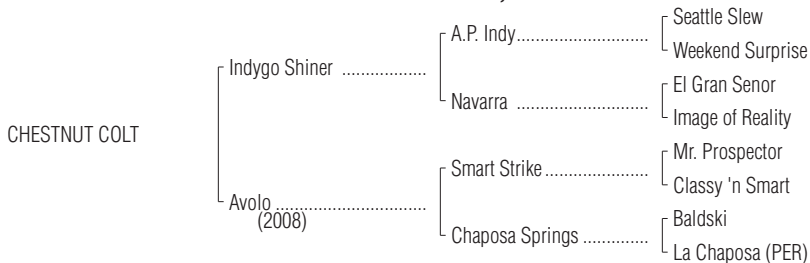 Seattle Slew
A.P. Indy
Weekend Surprise
Indygo Shiner
El Gran Senor
Navarra
Image of Reality
CHESTNUT COLT
Mr. Prospector
Smart Strike
Classy 'n Smart
Avolo
(2008)
Baldski
Chaposa Springs
La Chaposa (PER)